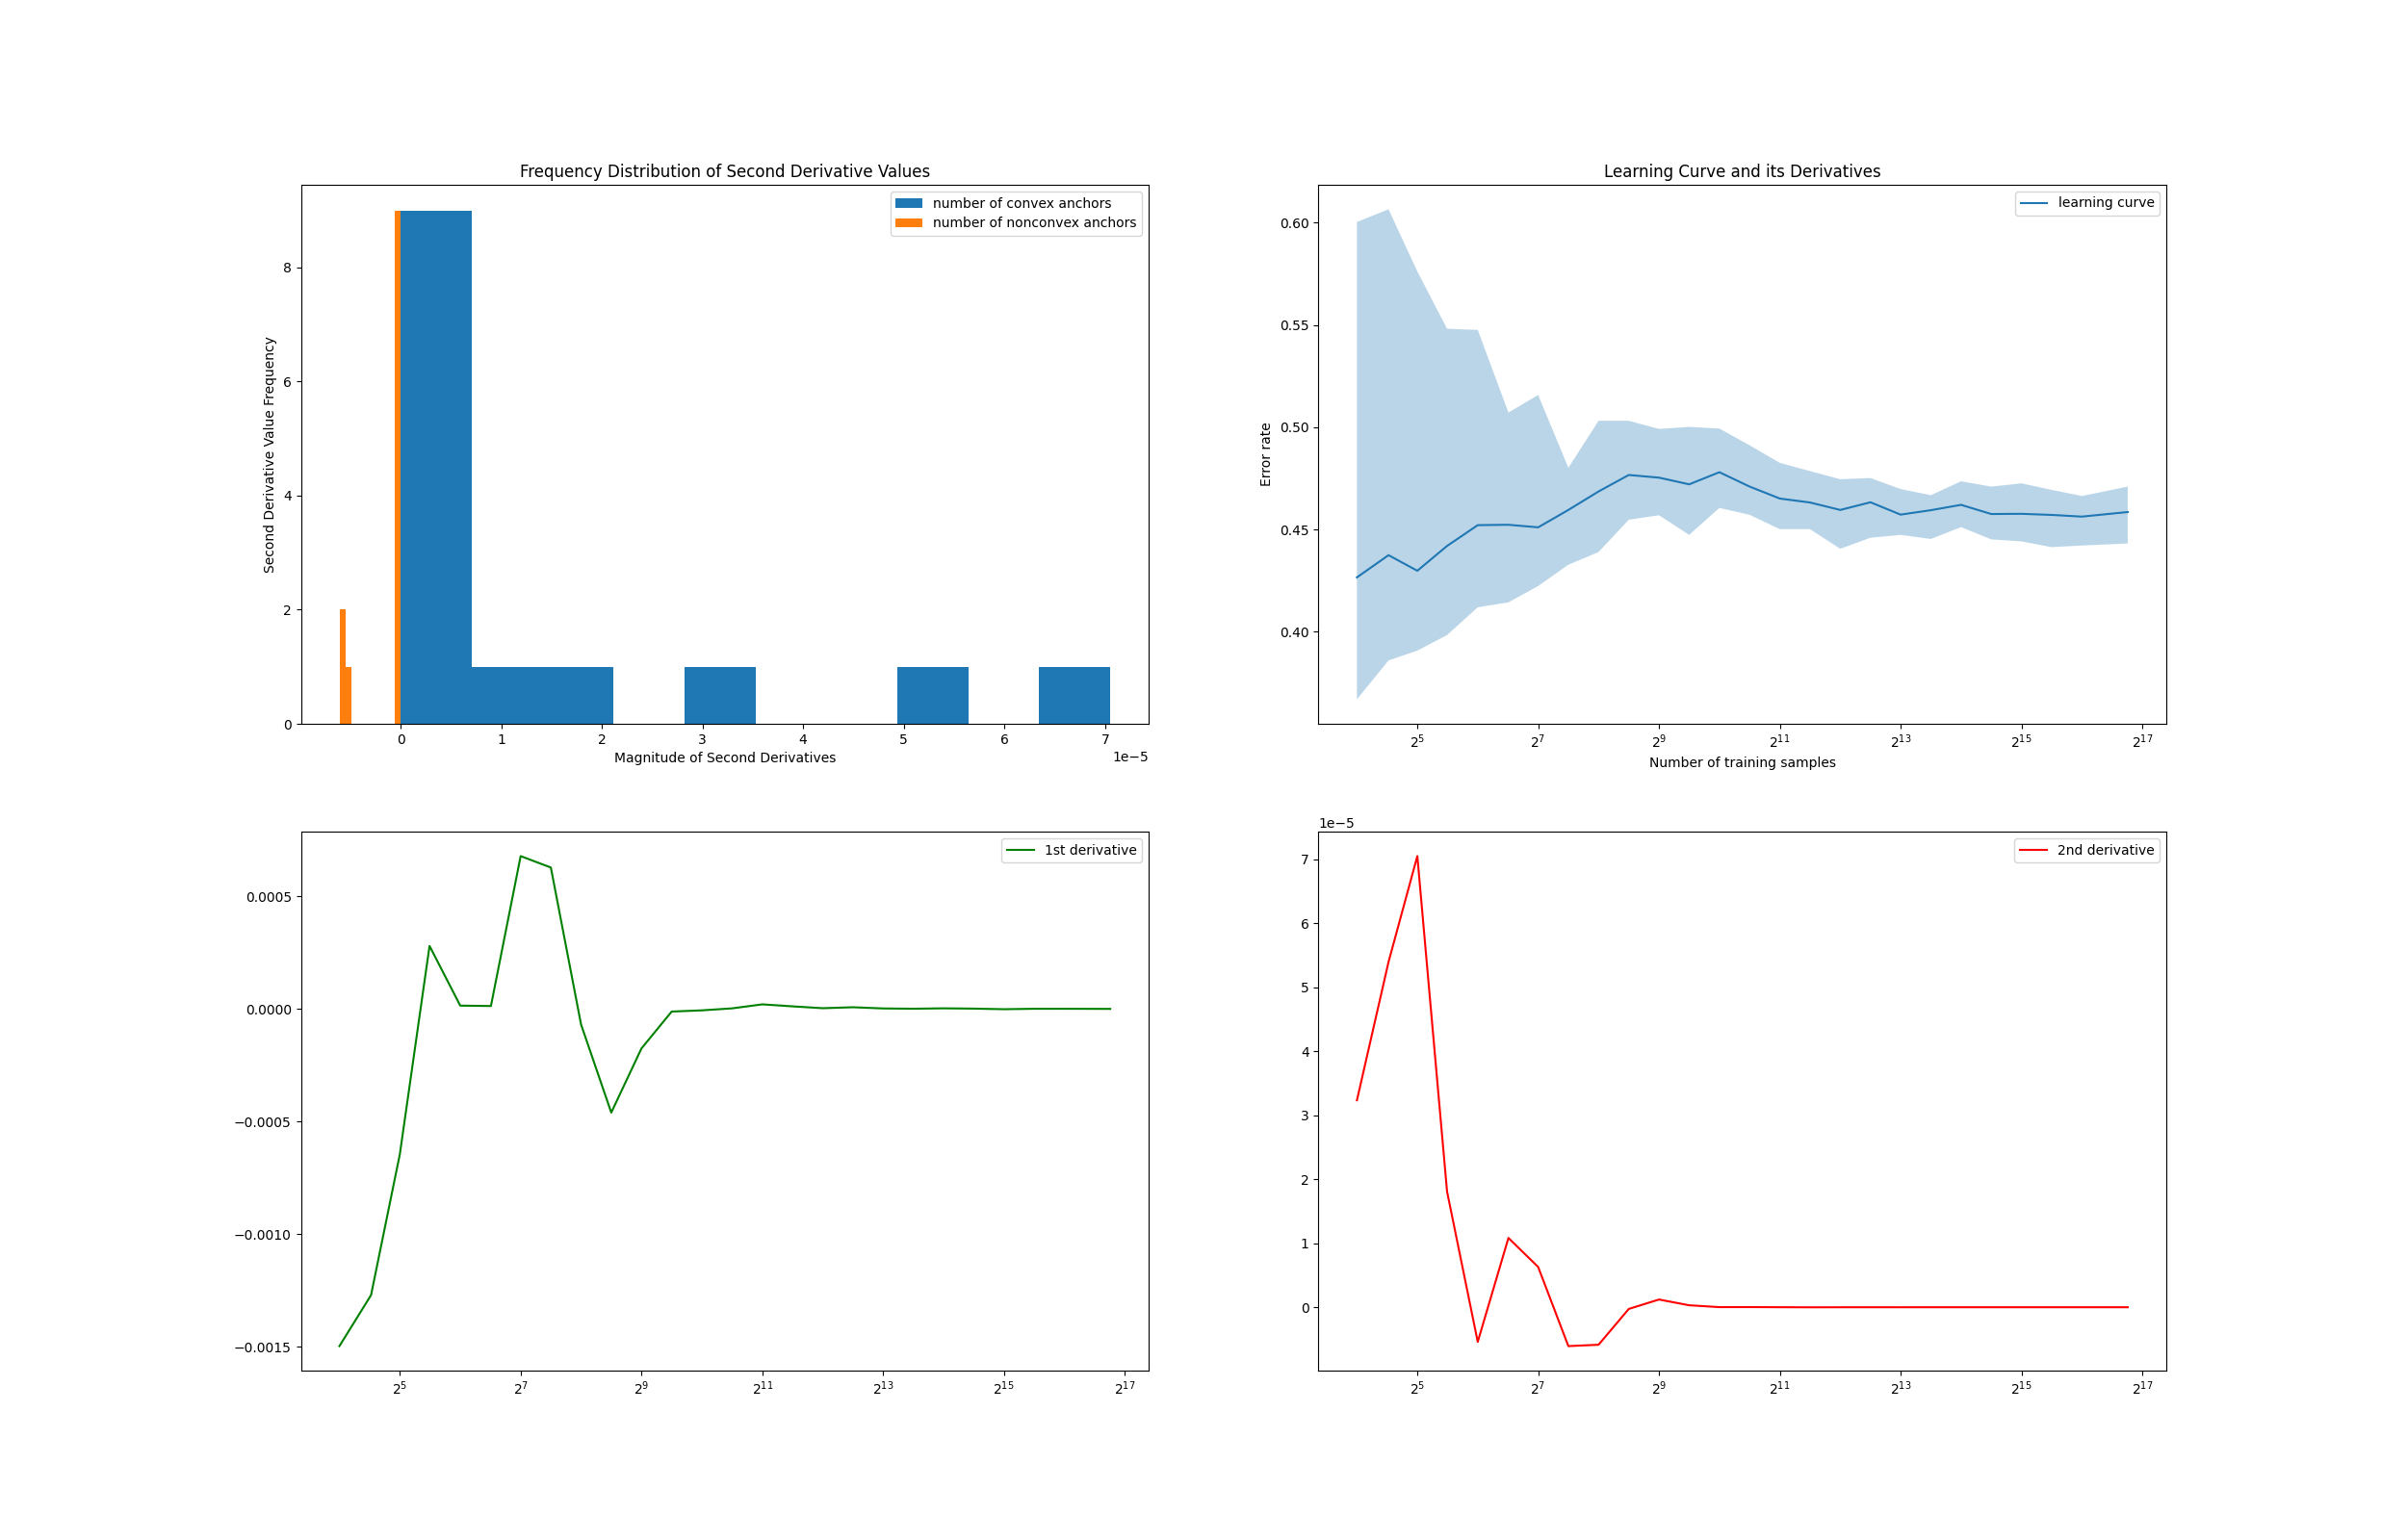 Frequency Distribution of Second Derivative Values
number of convex anchors
number of nonconvex anchors
Second Derivative Value Frequency
8
6
4
2
0
0 1 2 3 4 5 6 7
1e−5
Magnitude of Second Derivatives
Learning Curve and its Derivatives
learning curve
Error rate
0.60
0.55
0.50
0.45
0.40
2^5 2^7 2^9 2^11 2^13 2^15 2^17
Number of training samples
1st derivative
0.0005
0.0000
−0.0005
−0.0010
−0.0015
2^5 2^7 2^9 2^11 2^13 2^15 2^17
1e−5
2nd derivative
7
6
5
4
3
2
1
0
2^5 2^7 2^9 2^11 2^13 2^15 2^17